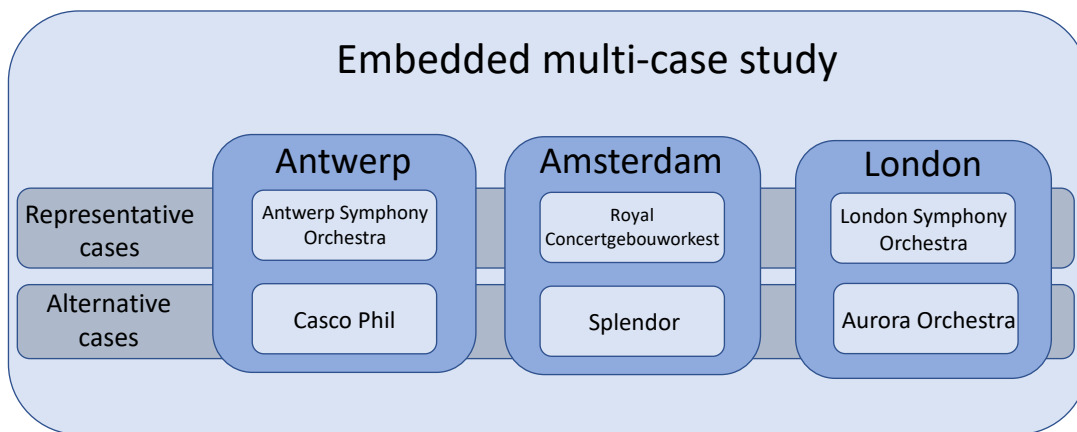 Embedded multi-case study
Antwerp
Amsterdam
London
Representative
cases
Antwerp Symphony
Orchestra
Royal
Concertgebouworkest
London Symphony
Orchestra
Alternative
cases
Casco Phil
Splendor
Aurora Orchestra